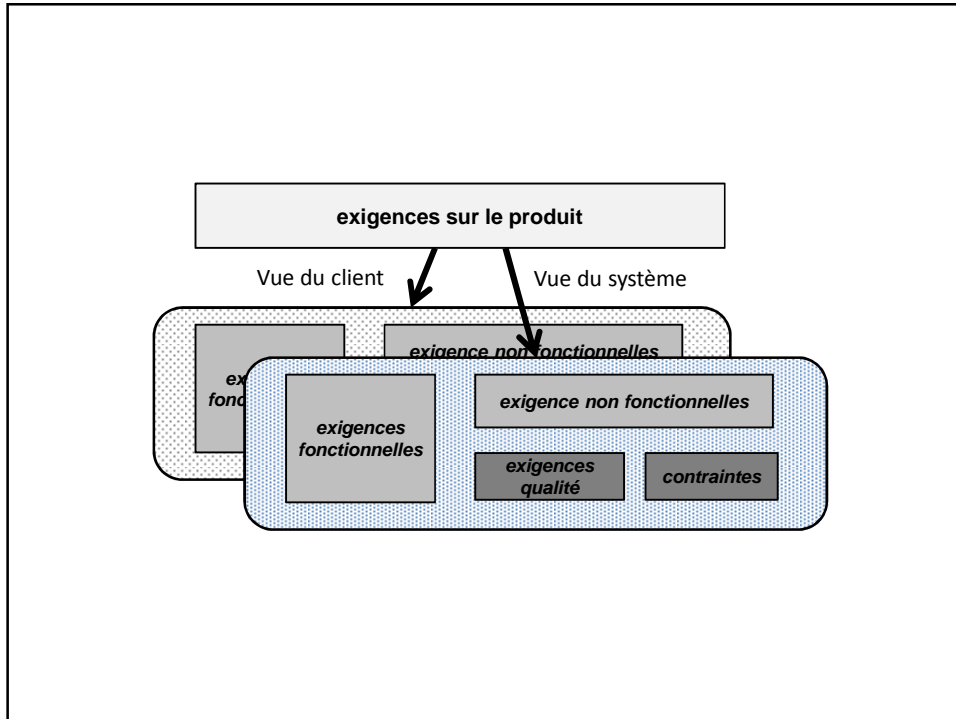 exigences sur le produit
Vue du client
Vue du système
exigence non fonctionnelles
exigence non fonctionnelles
exigences
fonctionnelles
exigences
qualité
contraintes